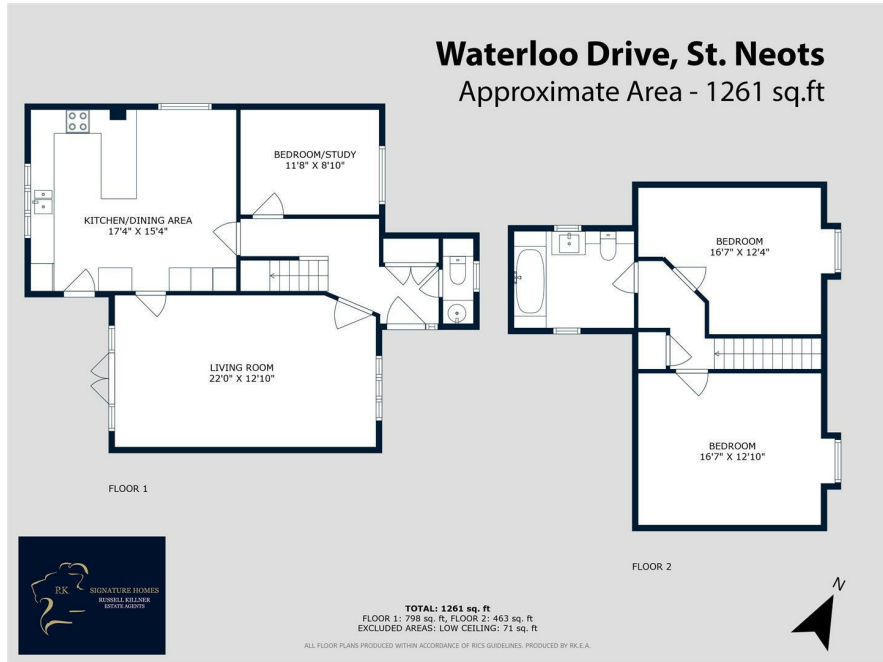 Waterloo Drive, St. Neots
Approximate Area - 1261 sq.ft
BEDROOM/STUDY
11'8" X 8'10"
KITCHEN/DINING AREA
17'4" X 15'4"
BEDROOM
16'7" X 12'4"
LIVING ROOM
22'0" X 12'10"
BEDROOM
16'7" X 12'10"
FLOOR 1
FLOOR 2
RK
SIGNATURE HOMES
RUSSELL KILLNER
ESTATE AGENTS
N
TOTAL: 1261 sq. ft
FLOOR 1: 798 sq. ft, FLOOR 2: 463 sq. ft
EXCLUDED AREAS: LOW CEILING: 71 sq. ft
ALL FLOOR PLANS PRODUCED WITHIN ACCORDANCE OF RICS GUIDELINES. PRODUCED BY RK.E.A.